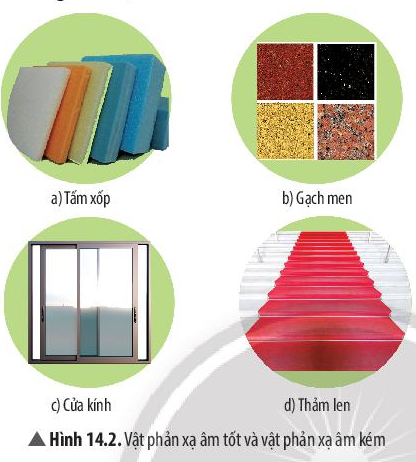 a) Tấm xốp
b) Gạch men
c) Cửa kính
d) Thảm len
▲ Hình 14.2. Vật phản xạ âm tốt và vật phản xạ âm kém